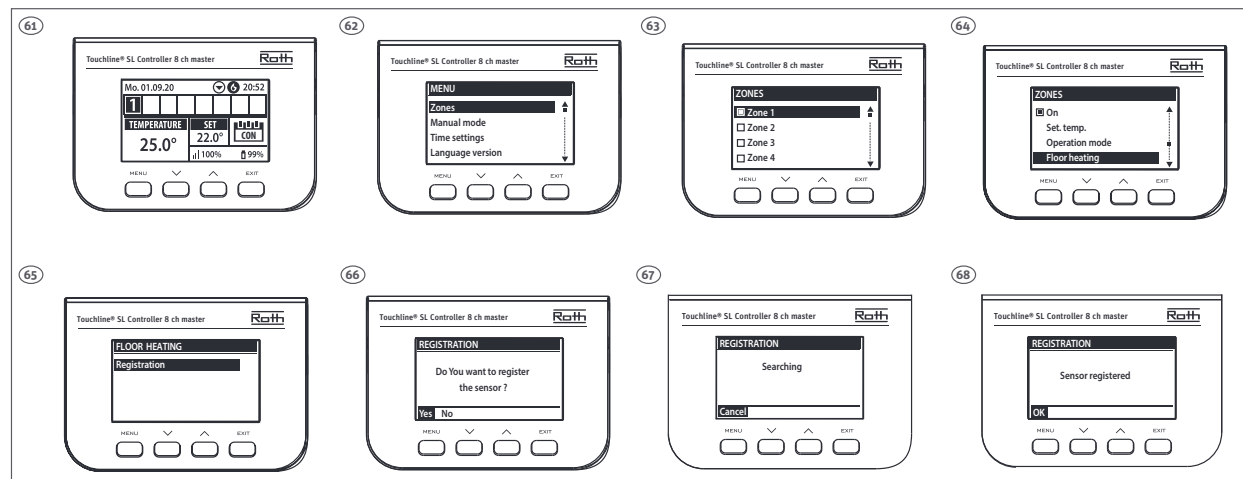 61
Touchline® SL Controller 8 ch master Roth
Mo. 01.09.20 6 20:52
1
TEMPERATURE SET
25.0° 22.0° CON
100% 99%
MENU EXIT
62
Touchline® SL Controller 8 ch master Roth
MENU
Zones
Manual mode
Time settings
Language version
MENU EXIT
63
Touchline® SL Controller 8 ch master Roth
ZONES
Zone 1
Zone 2
Zone 3
Zone 4
MENU EXIT
64
Touchline® SL Controller 8 ch master Roth
ZONES
On
Set. temp.
Operation mode
Floor heating
MENU EXIT
65
Touchline® SL Controller 8 ch master Roth
FLOOR HEATING
Registration
MENU EXIT
66
Touchline® SL Controller 8 ch master Roth
REGISTRATION
Do You want to register
the sensor ?
Yes No
MENU EXIT
67
Touchline® SL Controller 8 ch master Roth
REGISTRATION
Searching
Cancel
MENU EXIT
68
Touchline® SL Controller 8 ch master Roth
REGISTRATION
Sensor registered
OK
MENU EXIT